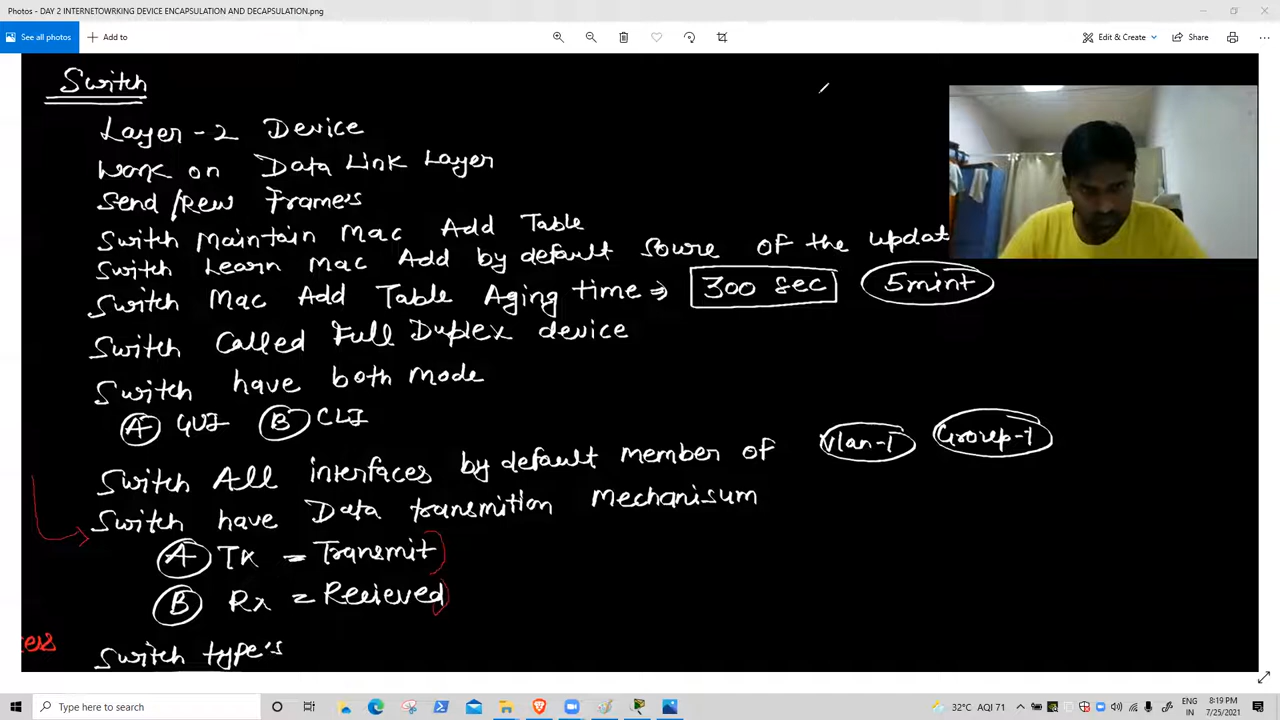 Photos - DAY 2 INTERNETOWRKING DEVICE ENCAPSULATION AND DECAPSULATION.png
See all photos + Add to Edit & Create Share
Switch
Layer-2 Device
Work on Data Link Layer
Send/Recv Frames
Switch Maintain Mac Add Table
Switch Learn Mac Add by default source of the updat
Switch Mac Add Table Aging time ⇒ 300 sec 5mint
Switch Called Full Duplex device
Switch have both Mode
A GUI B CLI
Switch All interfaces by default member of Vlan-1 Group-1
Switch have Data transmition Mechanisum
A TX = Transmit
B Rx = Recieved
Switch type's
Type here to search
32°C AQI 71
ENG
IN
8:19 PM
7/25/2021